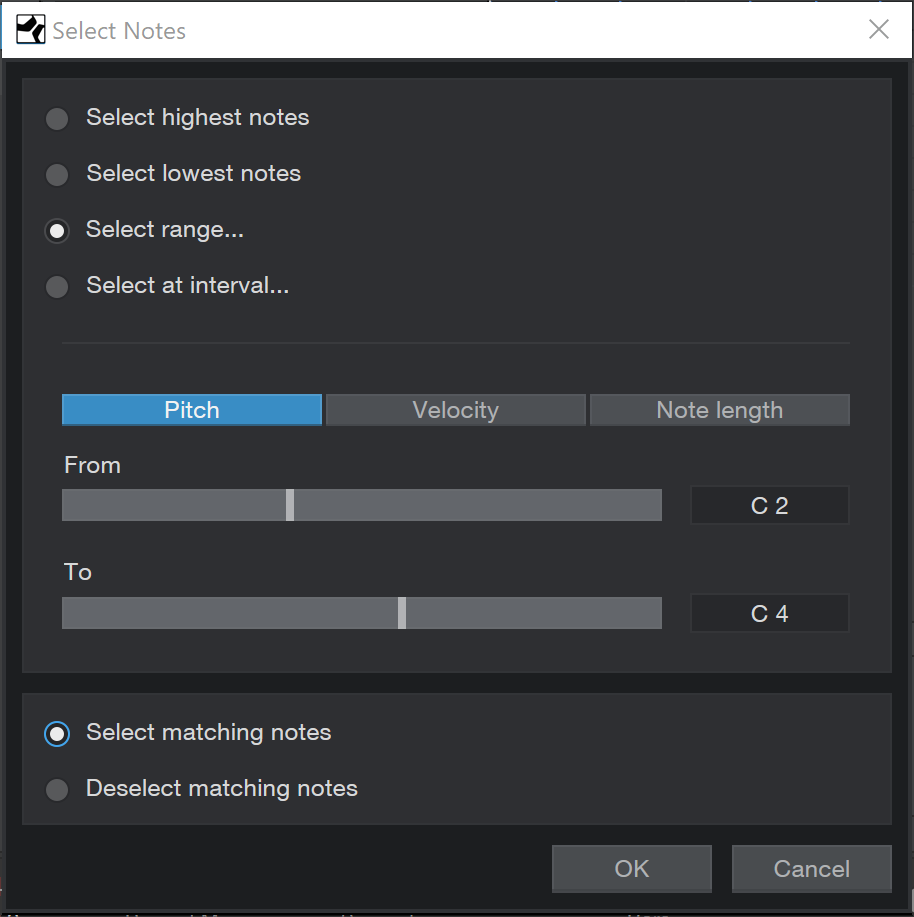 Select Notes
Select highest notes
Select lowest notes
Select range...
Select at interval...
Pitch Velocity Note length
From
C 2
To
C 4
Select matching notes
Deselect matching notes
OK Cancel